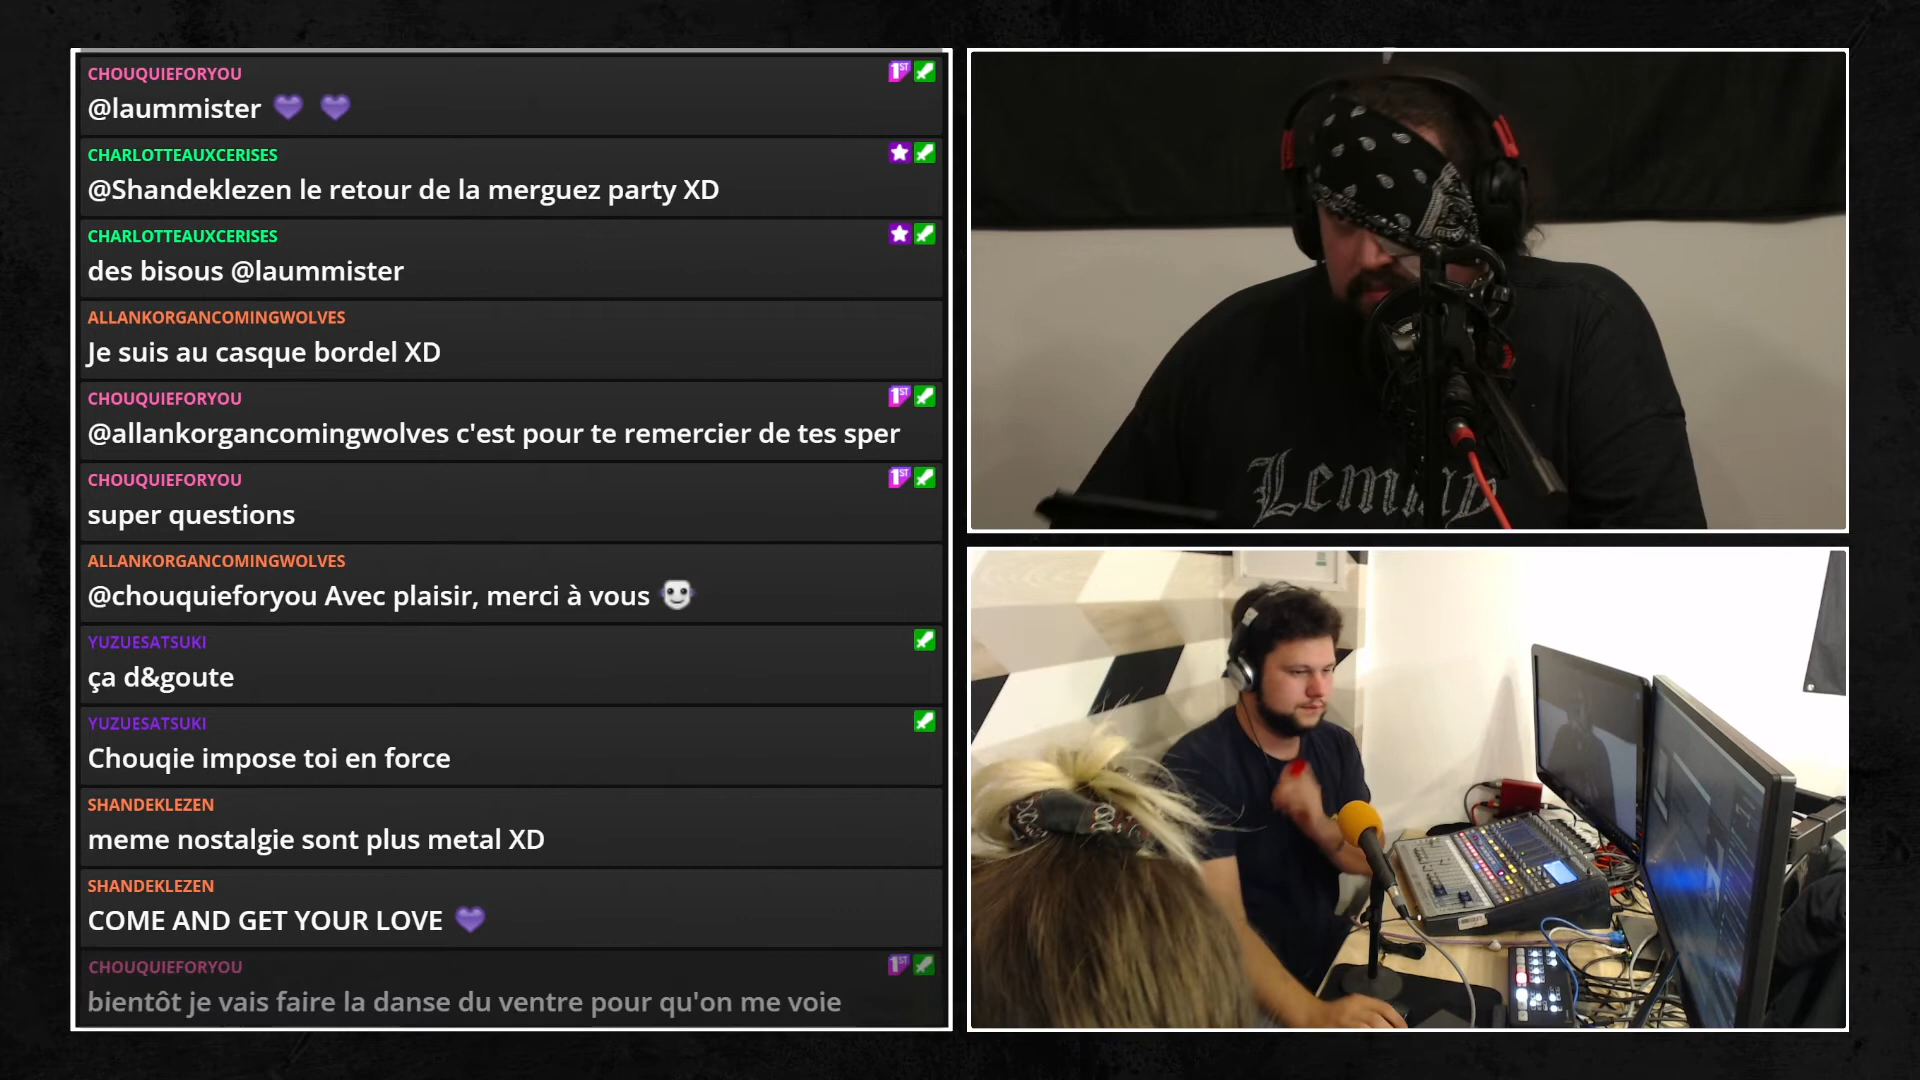 CHOUQUIEFORYOU
@laummister
CHARLOTTEAUXCERISES
@Shandeklezen le retour de la merguez party XD
CHARLOTTEAUXCERISES
des bisous @laummister
ALLANKORGANCOMINGWOLVES
Je suis au casque bordel XD
CHOUQUIEFORYOU
@allankorgancomingwolves c'est pour te remercier de tes sper
CHOUQUIEFORYOU
super questions
ALLANKORGANCOMINGWOLVES
@chouquieforyou Avec plaisir, merci à vous
YUZUESATSUKI
ça d&goute
YUZUESATSUKI
Chouqie impose toi en force
SHANDEKLEZEN
meme nostalgie sont plus metal XD
SHANDEKLEZEN
COME AND GET YOUR LOVE
CHOUQUIEFORYOU
bientôt je vais faire la danse du ventre pour qu'on me voie